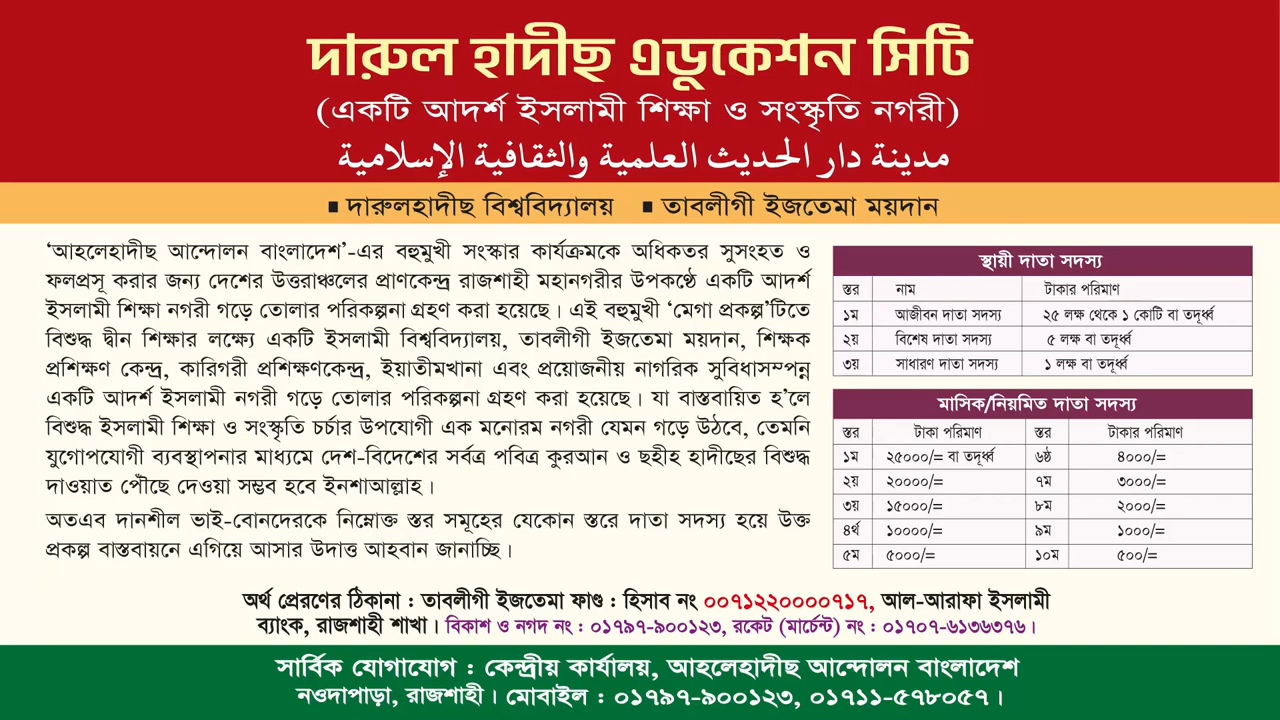 দারুল হাদীছ এডুকেশন সিটি
(একটি আদর্শ ইসলামী শিক্ষা ও সংস্কৃতি নগরী)
مدينة دار الحديث العلمية والثقافية الإسلامية
■ দারুলহাদীছ বিশ্ববিদ্যালয় ■ তাবলীগী ইজতেমা ময়দান
‘আহলেহাদীছ আন্দোলন বাংলাদেশ’-এর বহুমুখী সংস্কার কার্যক্রমকে অধিকতর সুসংহত ও
ফলপ্রসূ করার জন্য দেশের উত্তরাঞ্চলের প্রাণকেন্দ্র রাজশাহী মহানগরীর উপকণ্ঠে একটি আদর্শ
ইসলামী শিক্ষা নগরী গড়ে তোলার পরিকল্পনা গ্রহণ করা হয়েছে। এই বহুমুখী ‘মেগা প্রকল্প’টিতে
বিশুদ্ধ দ্বীন শিক্ষার লক্ষ্যে একটি ইসলামী বিশ্ববিদ্যালয়, তাবলীগী ইজতেমা ময়দান, শিক্ষক
প্রশিক্ষণ কেন্দ্র, কারিগরী প্রশিক্ষণকেন্দ্র, ইয়াতীমখানা এবং প্রয়োজনীয় নাগরিক সুবিধাসম্পন্ন
একটি আদর্শ ইসলামী নগরী গড়ে তোলার পরিকল্পনা গ্রহণ করা হয়েছে। যা বাস্তবায়িত হ’লে
বিশুদ্ধ ইসলামী শিক্ষা ও সংস্কৃতি চর্চার উপযোগী এক মনোরম নগরী যেমন গড়ে উঠবে, তেমনি
যুগোপযোগী ব্যবস্থাপনার মাধ্যমে দেশ-বিদেশের সর্বত্র পবিত্র কুরআন ও ছহীহ হাদীছের বিশুদ্ধ
দাওয়াত পৌঁছে দেওয়া সম্ভব হবে ইনশাআল্লাহ।
অতএব দানশীল ভাই-বোনদেরকে নিম্নোক্ত স্তর সমূহের যেকোন স্তরে দাতা সদস্য হয়ে উক্ত
প্রকল্প বাস্তবায়নে এগিয়ে আসার উদাত্ত আহবান জানাচ্ছি।
স্থায়ী দাতা সদস্য
স্তর নাম টাকার পরিমাণ
১ম আজীবন দাতা সদস্য ২৫ লক্ষ থেকে ১ কোটি বা তদূর্ধ্ব
২য় বিশেষ দাতা সদস্য ৫ লক্ষ বা তদূর্ধ্ব
৩য় সাধারণ দাতা সদস্য ১ লক্ষ বা তদূর্ধ্ব
মাসিক/নিয়মিত দাতা সদস্য
স্তর টাকা পরিমাণ স্তর টাকার পরিমাণ
১ম ২৫০০০/= বা তদূর্ধ্ব ৬ষ্ঠ ৪০০০/=
২য় ২০০০০/= ৭ম ৩০০০/=
৩য় ১৫০০০/= ৮ম ২০০০/=
৪র্থ ১০০০০/= ৯ম ১০০০/=
৫ম ৫০০০/= ১০ম ৫০০/=
অর্থ প্রেরণের ঠিকানা : তাবলীগী ইজতেমা ফাণ্ড : হিসাব নং ০০৭১২২০০০০৭১৭, আল-আরাফা ইসলামী
ব্যাংক, রাজশাহী শাখা। বিকাশ ও নগদ নং : ০১৭৯৭-৯০০১২৩, রকেট (মার্চেন্ট) নং : ০১৭০৭-৬১৩৬৩৭৬।
সার্বিক যোগাযোগ : কেন্দ্রীয় কার্যালয়, আহলেহাদীছ আন্দোলন বাংলাদেশ
নওদাপাড়া, রাজশাহী। মোবাইল : ০১৭৯৭-৯০০১২৩, ০১৭১১-৫৭৮০৫৭।